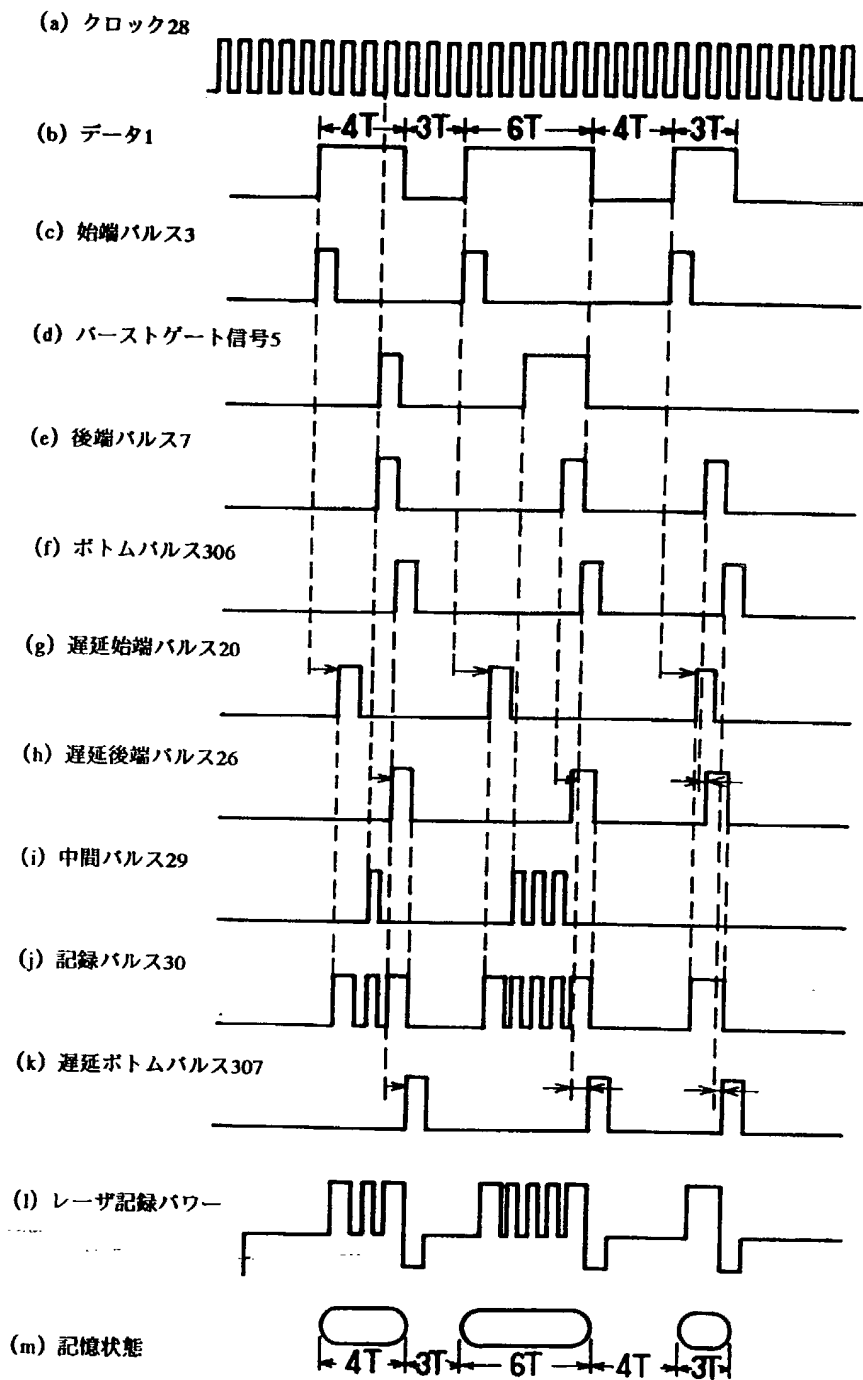 (a) クロック28
(b) データ1
4T 3T 6T 4T 3T
(c) 始端パルス3
(d) バーストゲート信号5
(e) 後端パルス7
(f) ボトムパルス306
(g) 遅延始端パルス20
(h) 遅延後端パルス26
(i) 中間パルス29
(j) 記録パルス30
(k) 遅延ボトムパルス307
(l) レーザ記録パワー
(m) 記憶状態
4T 3T 6T 4T 3T